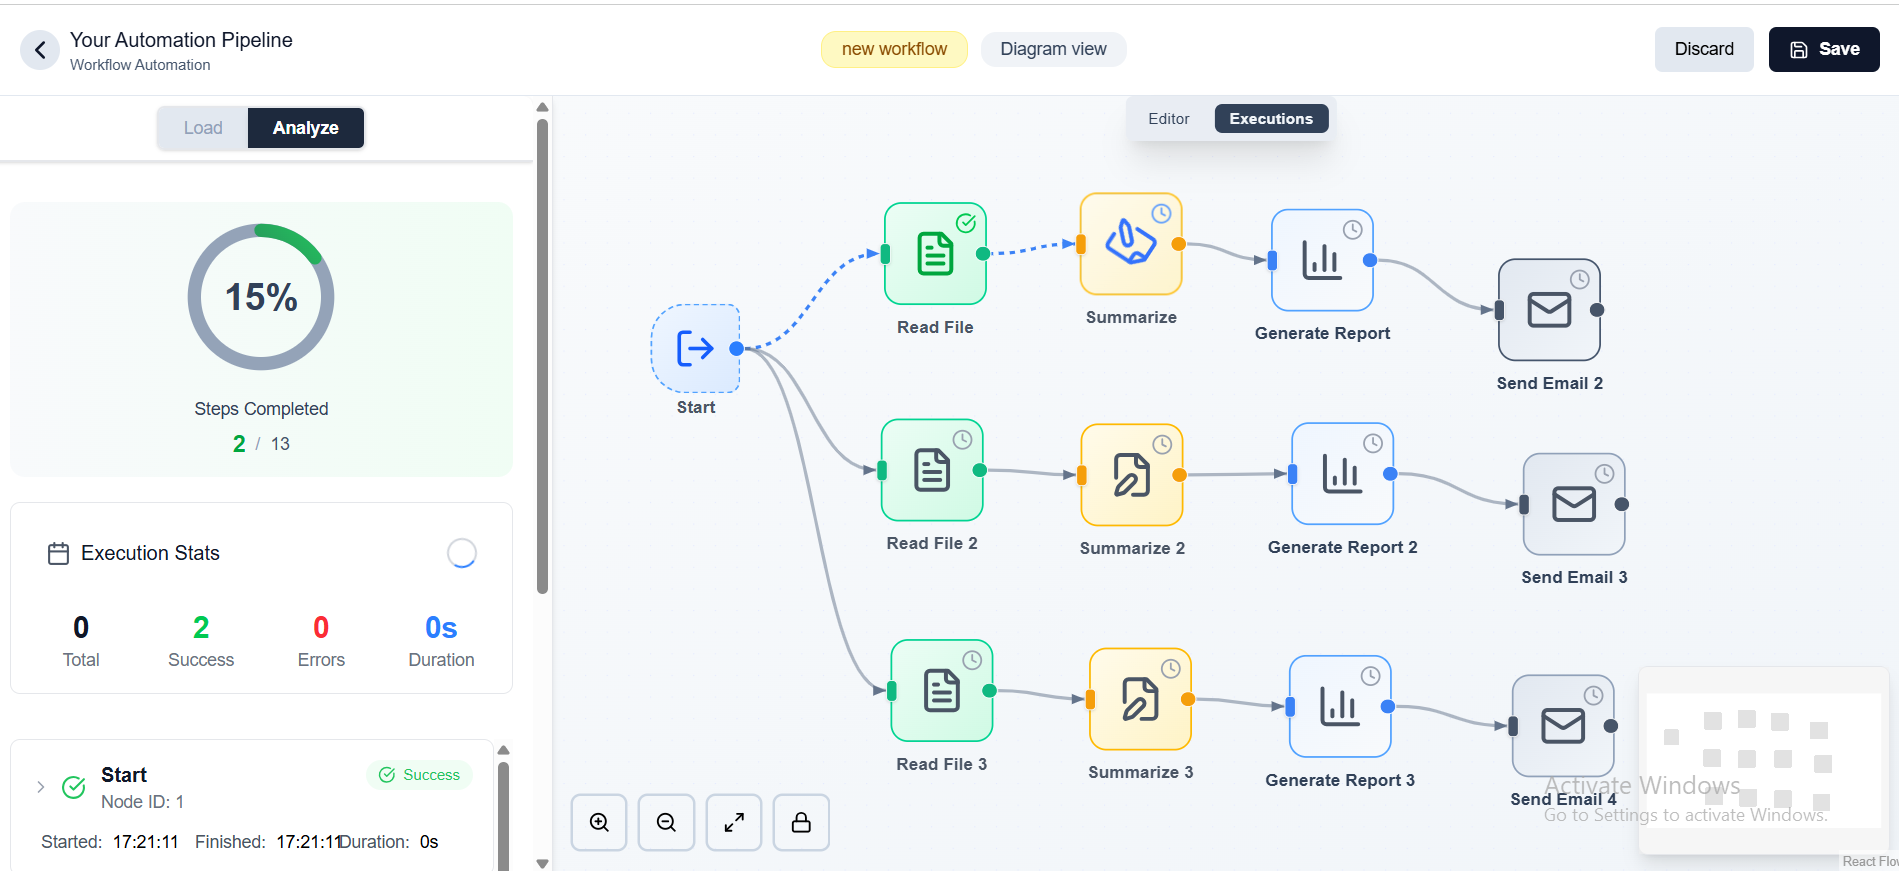 Your Automation Pipeline
Workflow Automation
new workflow
Diagram view
Discard
Save
Load
Analyze
Editor
Executions
15%
Steps Completed
2 / 13
Execution Stats
0
2
0
0s
Total
Success
Errors
Duration
Start
Success
Node ID: 1
Started: 17:21:11 Finished: 17:21:11 Duration: 0s
Start
Read File
Summarize
Generate Report
Send Email 2
Read File 2
Summarize 2
Generate Report 2
Send Email 3
Read File 3
Summarize 3
Generate Report 3
Send Email 4
Activate Windows
Go to Settings to activate Windows.
React Flow